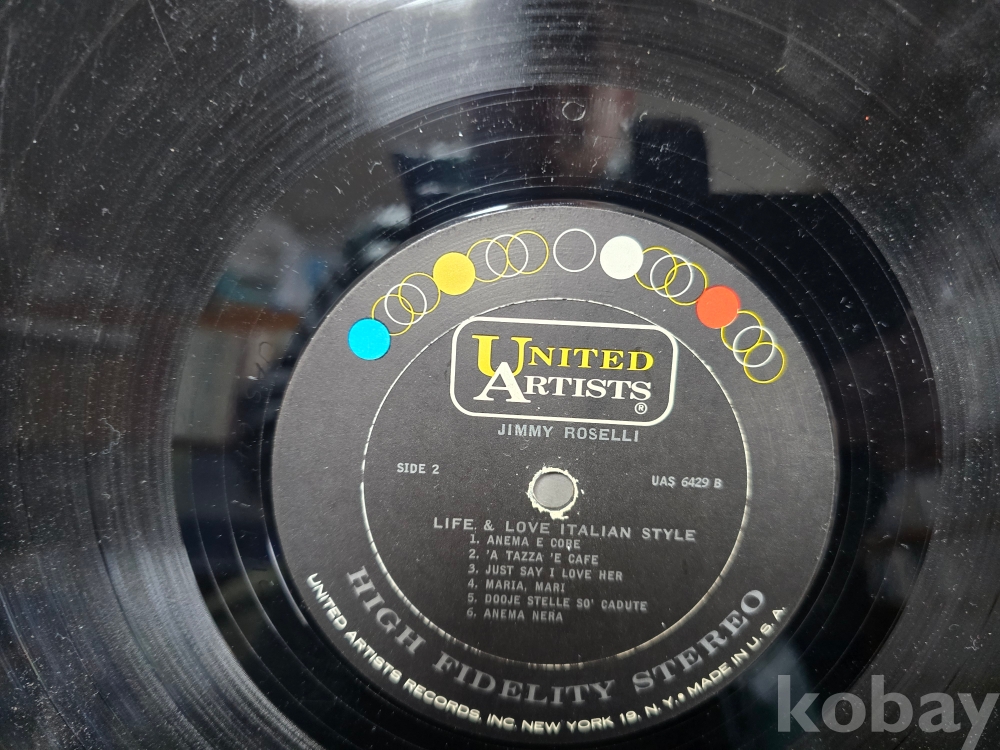 UNITED
ARTISTS
®
JIMMY ROSELLI
SIDE 2
UAS 6429 B
LIFE & LOVE ITALIAN STYLE
1. ANEMA E CORE
2. 'A TAZZA 'E CAFE
3. JUST SAY I LOVE HER
4. MARIA, MARI
5. DOOJE STELLE SO' CADUTE
6. ANEMA NERA
HIGH FIDELITY STEREO
UNITED ARTISTS RECORDS, INC. NEW YORK 19, N.Y. • MADE IN U.S.A.
kobay